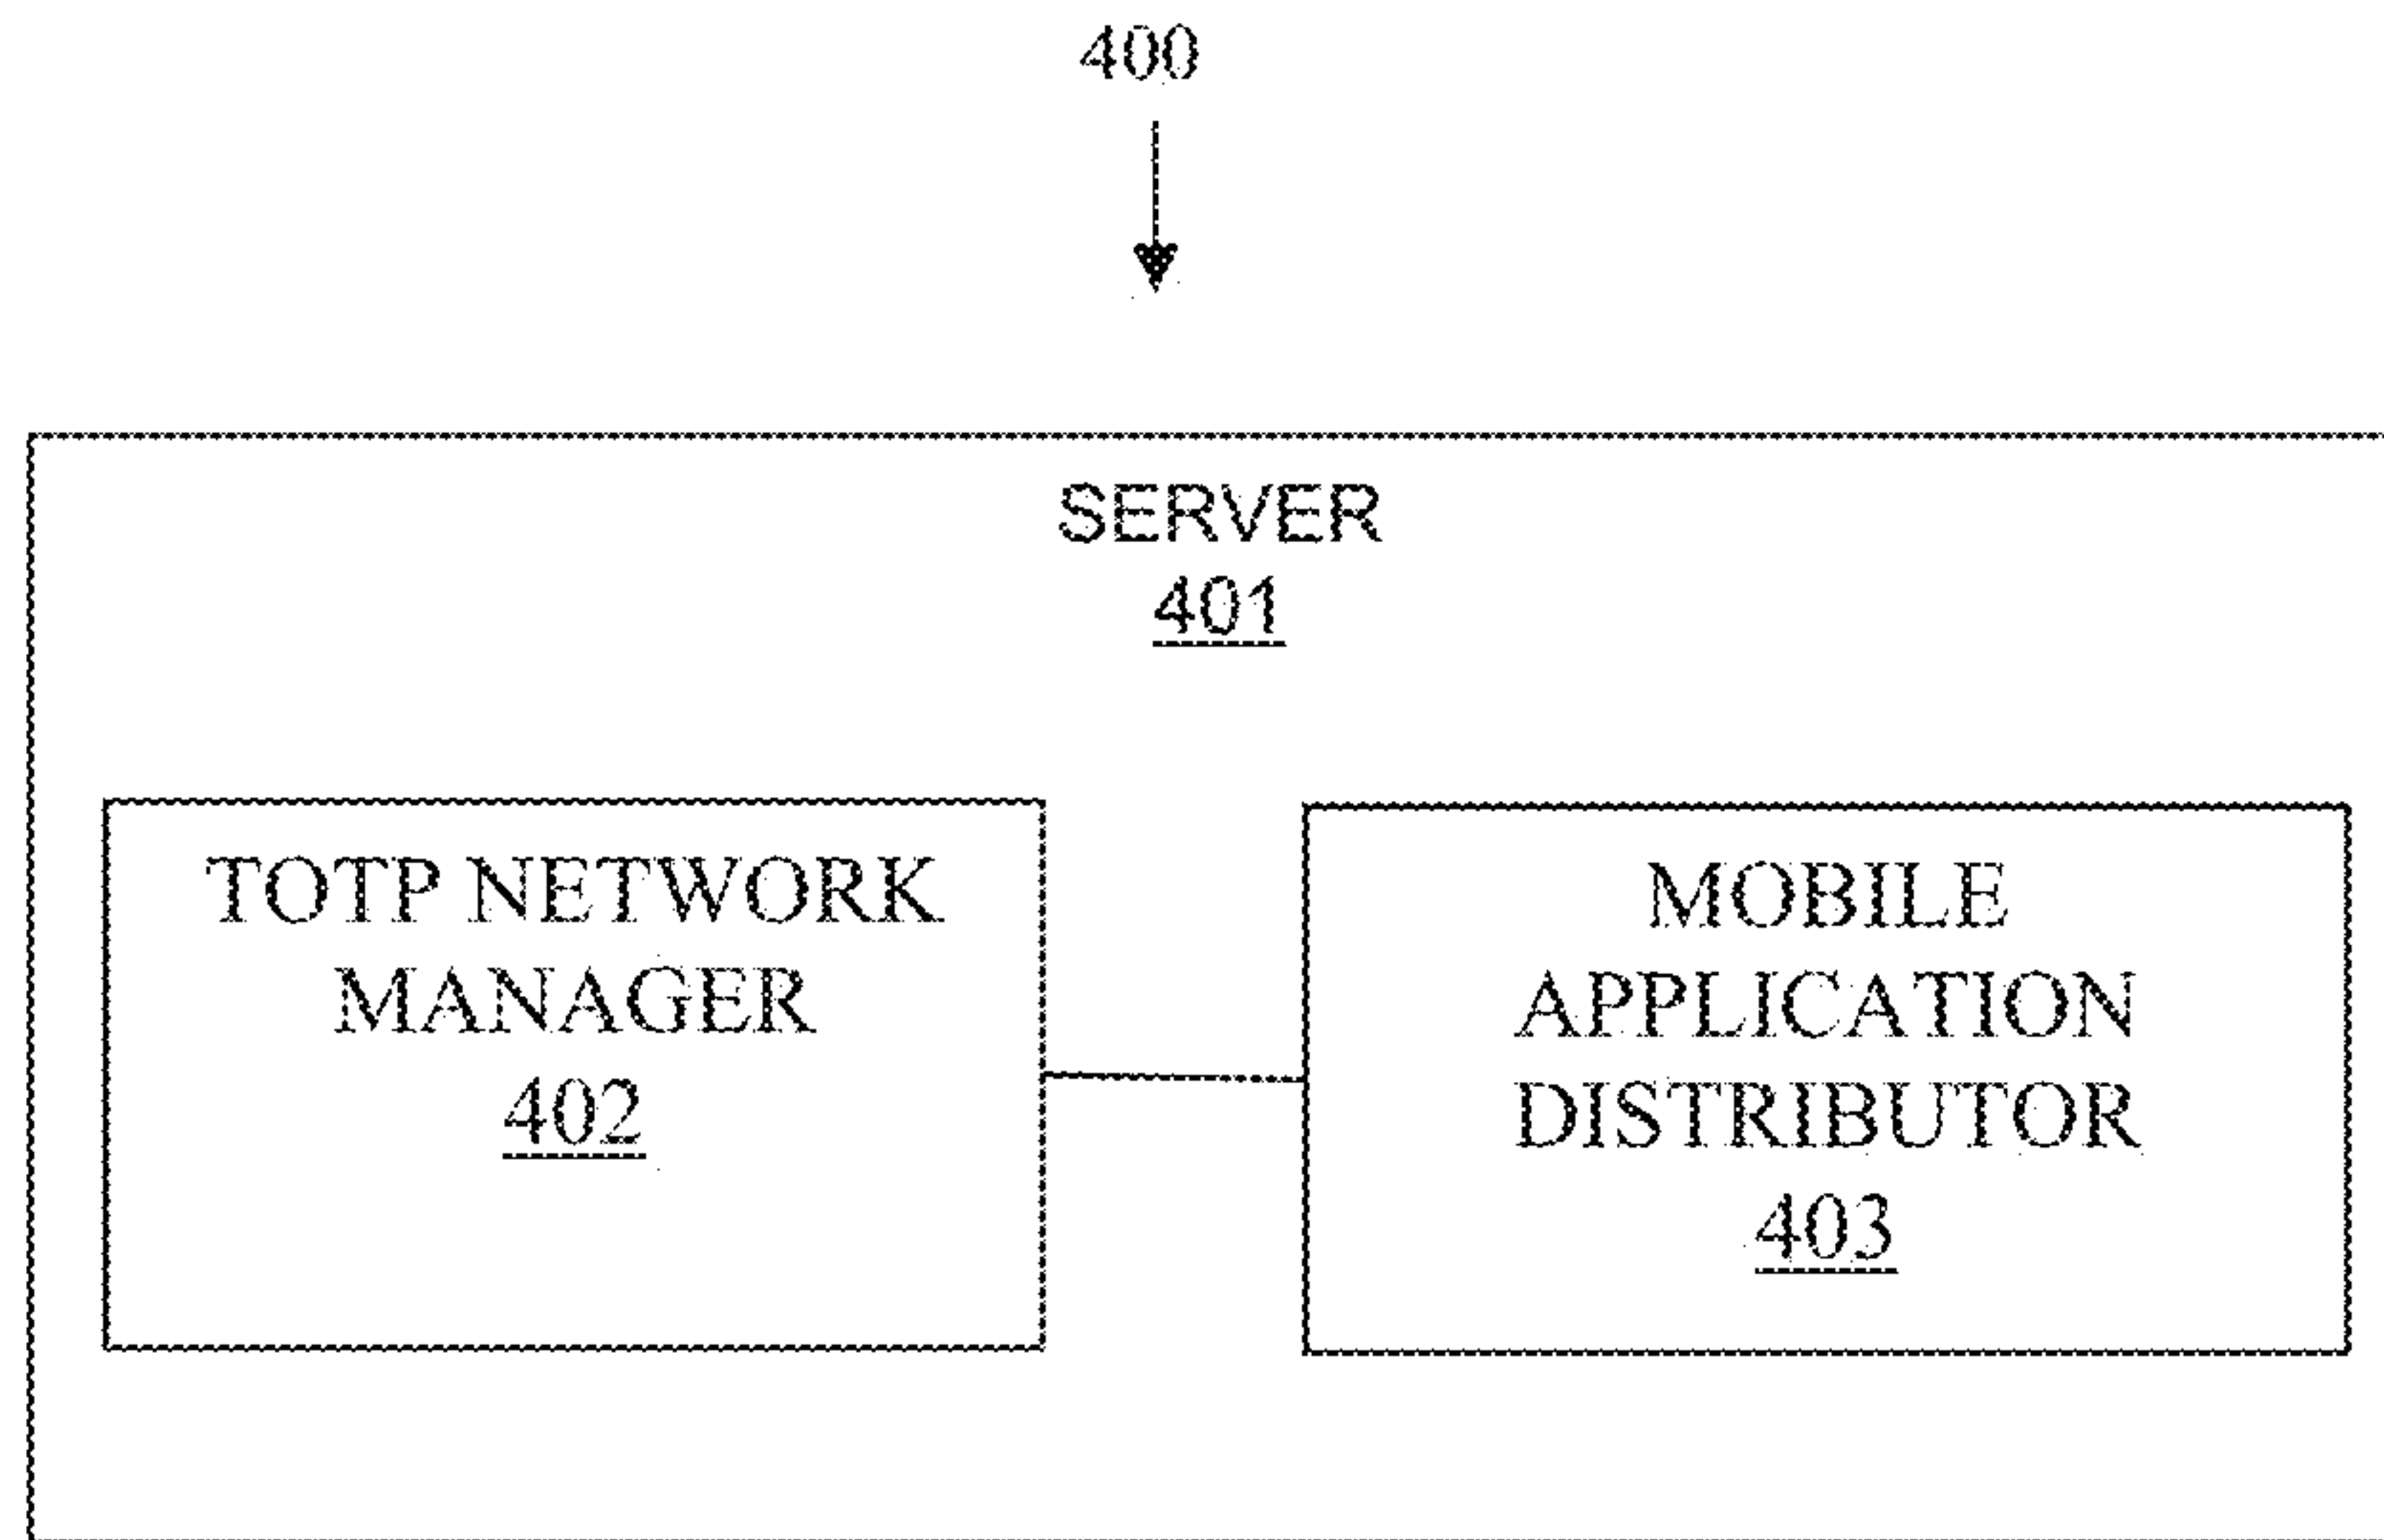 400
SERVER
401
TOTP NETWORK
MANAGER
402
MOBILE
APPLICATION
DISTRIBUTOR
403